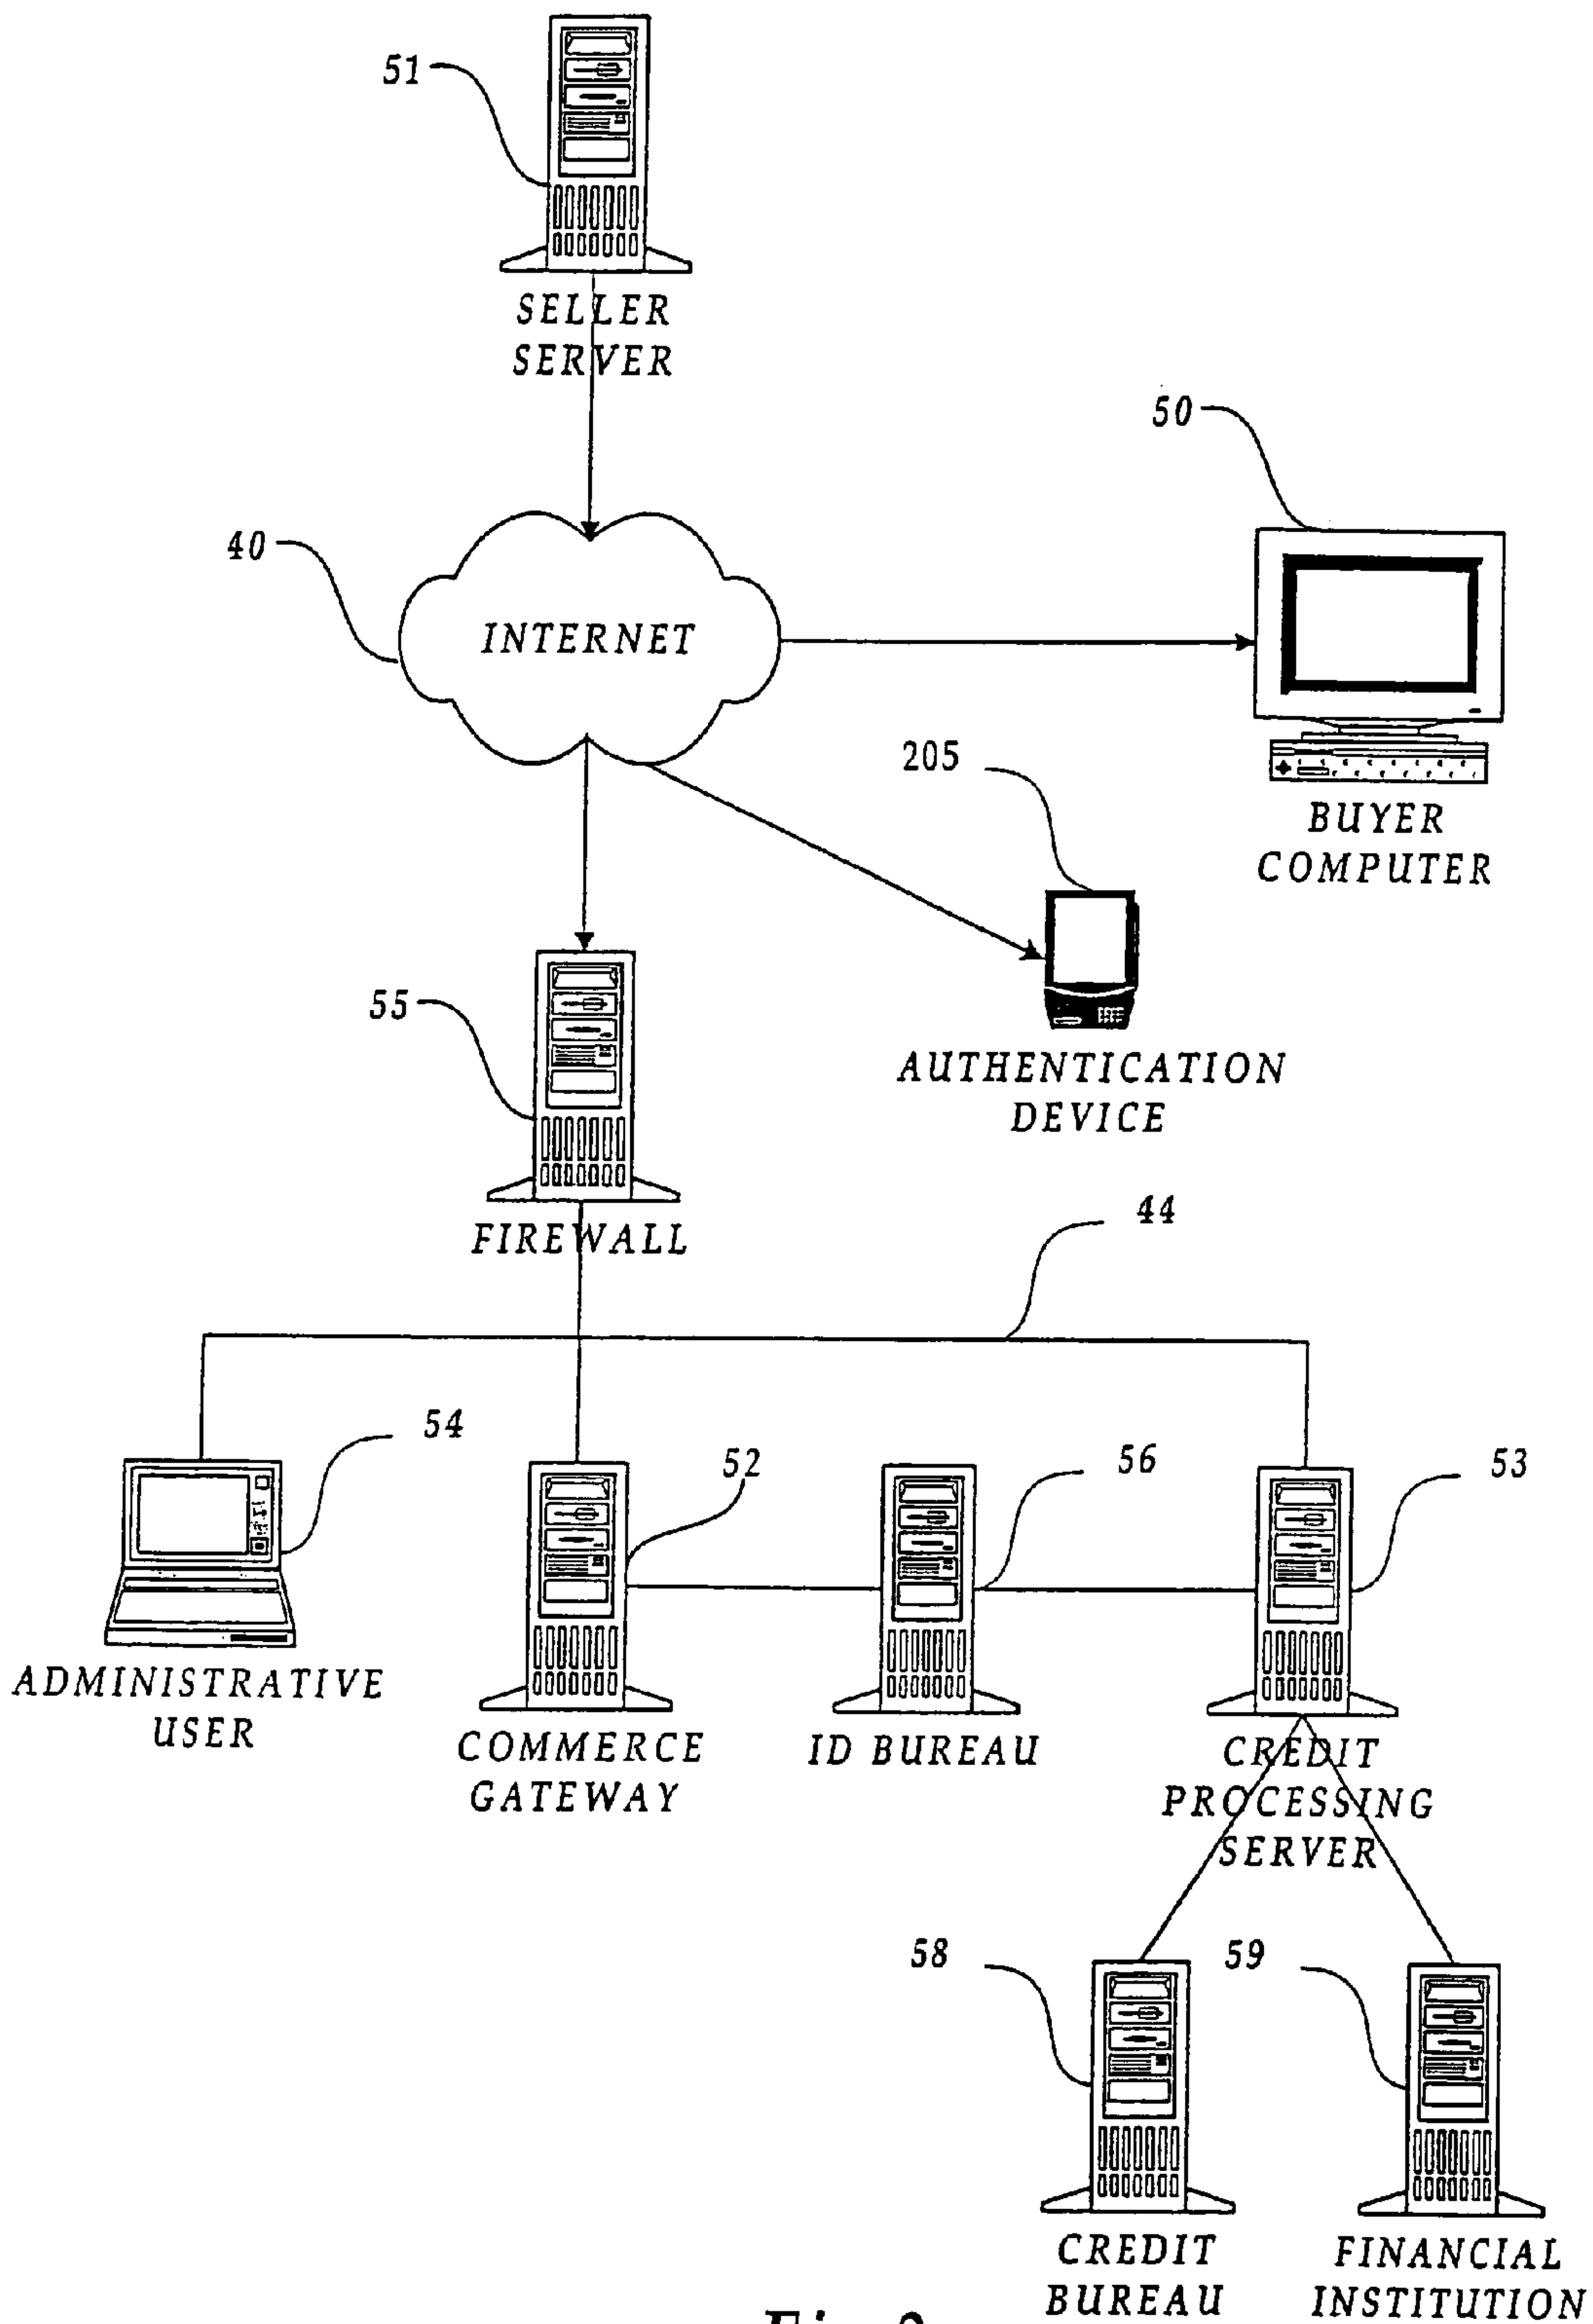 51
SELLER
SERVER
50
40
INTERNET
205
BUYER
COMPUTER
55
AUTHENTICATION
DEVICE
FIREWALL
44
54
52
56
53
ADMINISTRATIVE
USER
COMMERCE
GATEWAY
ID BUREAU
CREDIT
PROCESSING
SERVER
58
59
CREDIT
BUREAU
FINANCIAL
INSTITUTION